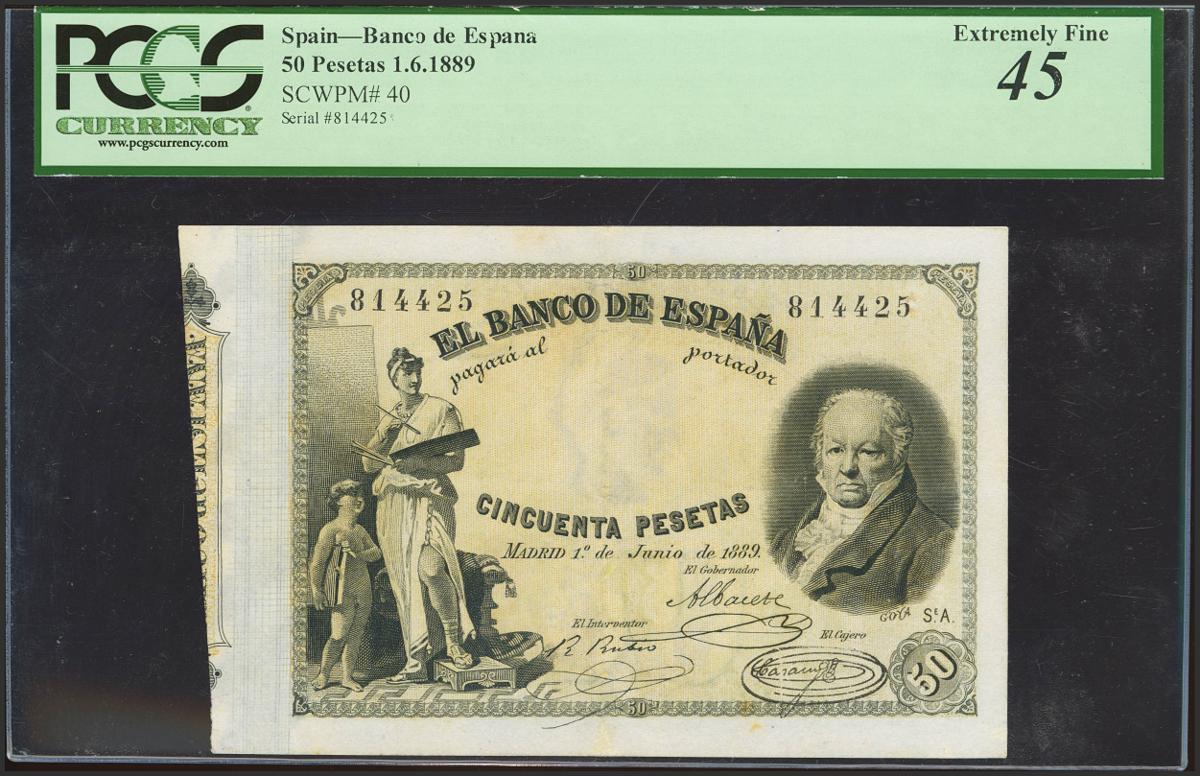 PCGS
CURRENCY
www.pcgscurrency.com
Spain—Banco de Espana
50 Pesetas 1.6.1889
SCWPM# 40
Serial #814425
Extremely Fine
45
50
814425
814425
EL BANCO DE ESPAÑA
pagará al portador
CINCUENTA PESETAS
MADRID 1º de Junio de 1889.
El Gobernador
Albacete
El Interventor
El Cajero
GOYA
Sᵉ A.
50
50